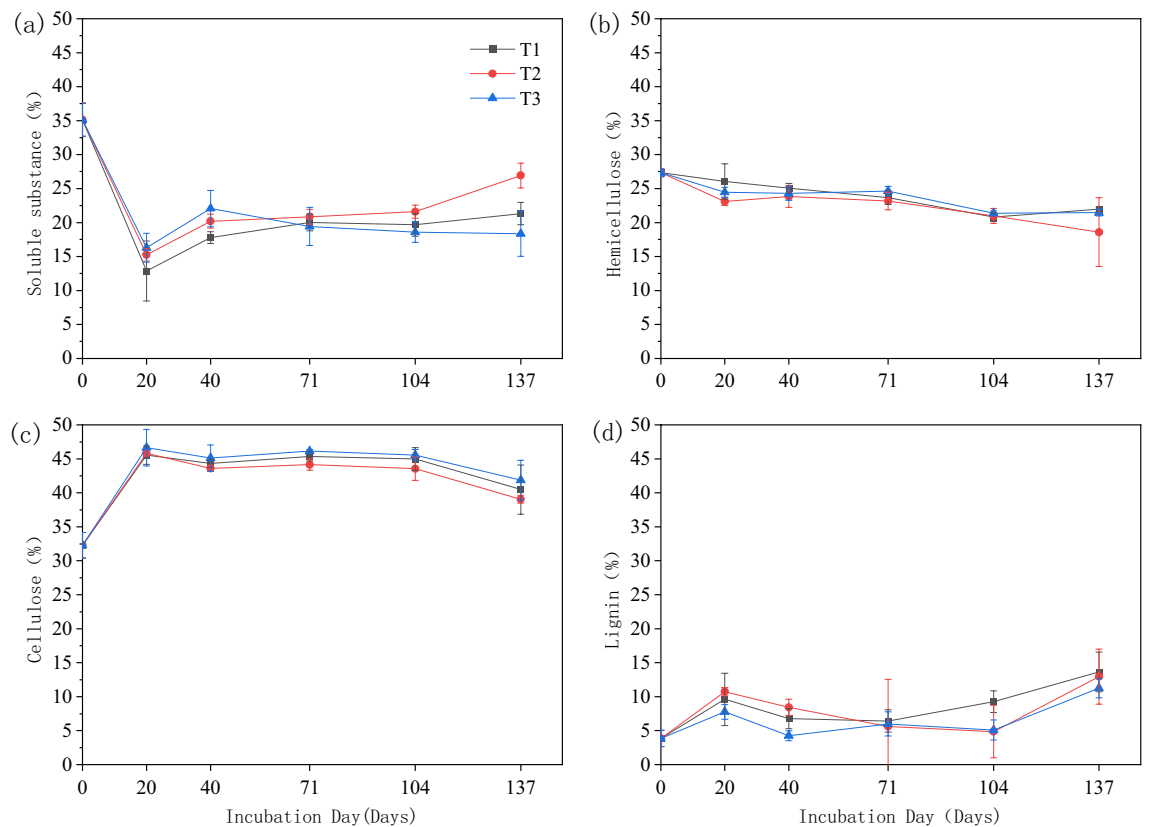 (a)
Soluble substance (%)
50
45
40
35
30
25
20
15
10
5
0
T1
T2
T3
0 20 40 71 104 137
(b)
Hemicellulose (%)
50
45
40
35
30
25
20
15
10
5
0
0 20 40 71 104 137
(c)
Cellulose (%)
50
45
40
35
30
25
20
15
10
5
0
0 20 40 71 104 137
Incubation Day(Days)
(d)
Lignin (%)
50
45
40
35
30
25
20
15
10
5
0
0 20 40 71 104 137
Incubation Day (Days)